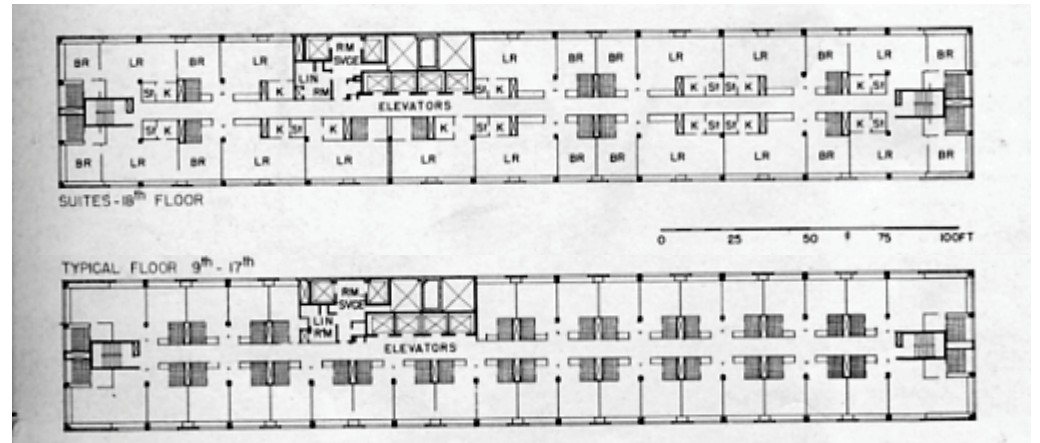 BR LR BR LR RM LR BR BR LR LR BR LR BR
SVCE
LIN
St K K RM St K K St St K K St
ELEVATORS
St K K St K K K St St K K St
BR LR BR LR LR LR LR BR BR LR LR BR LR BR
SUITES-18th FLOOR
0 25 50 75 100FT
TYPICAL FLOOR 9th - 17th
RM
SVCE
LIN
RM
ELEVATORS